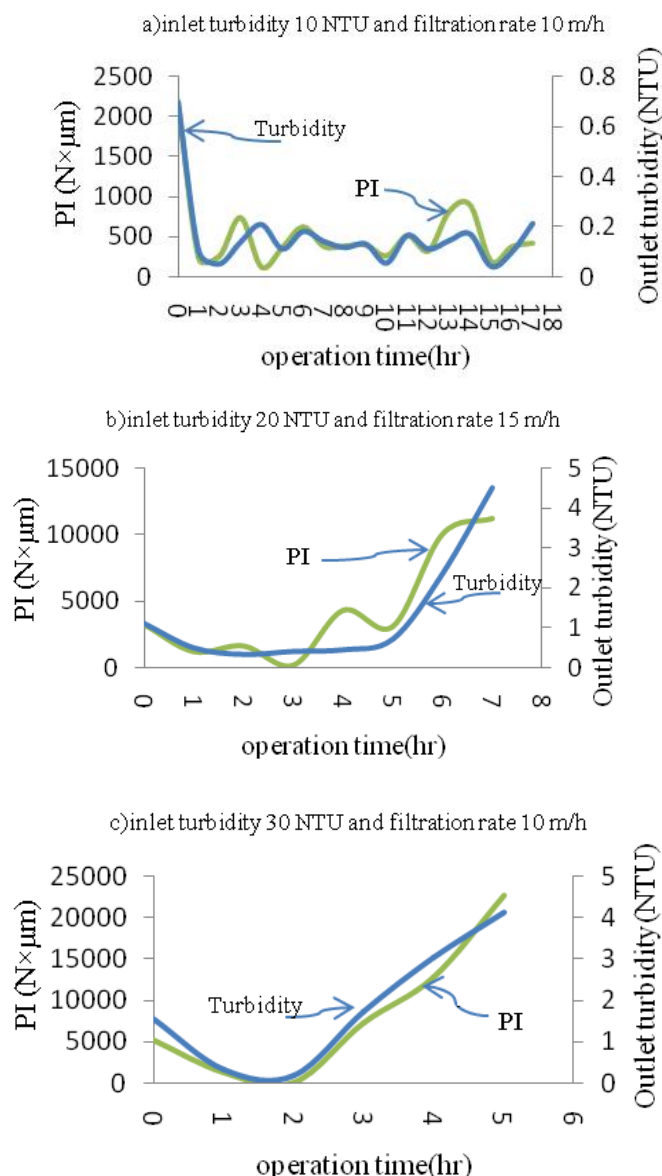 a)inlet turbidity 10 NTU and filtration rate 10 m/h
PI (N×µm)
2500
2000
1500
1000
500
0
Turbidity
PI
0.8
0.6
0.4
0.2
0
Outlet turbidity (NTU)
0 1 2 3 4 5 6 7 8 9 10 11 12 13 14 15 16 17 18
operation time(hr)
b)inlet turbidity 20 NTU and filtration rate 15 m/h
PI (N×µm)
15000
10000
5000
0
PI
Turbidity
5
4
3
2
1
0
Outlet turbidity (NTU)
0 1 2 3 4 5 6 7 8
operation time(hr)
c)inlet turbidity 30 NTU and filtration rate 10 m/h
PI (N×µm)
25000
20000
15000
10000
5000
0
Turbidity
PI
5
4
3
2
1
0
Outlet turbidity (NTU)
0 1 2 3 4 5 6
operation time(hr)